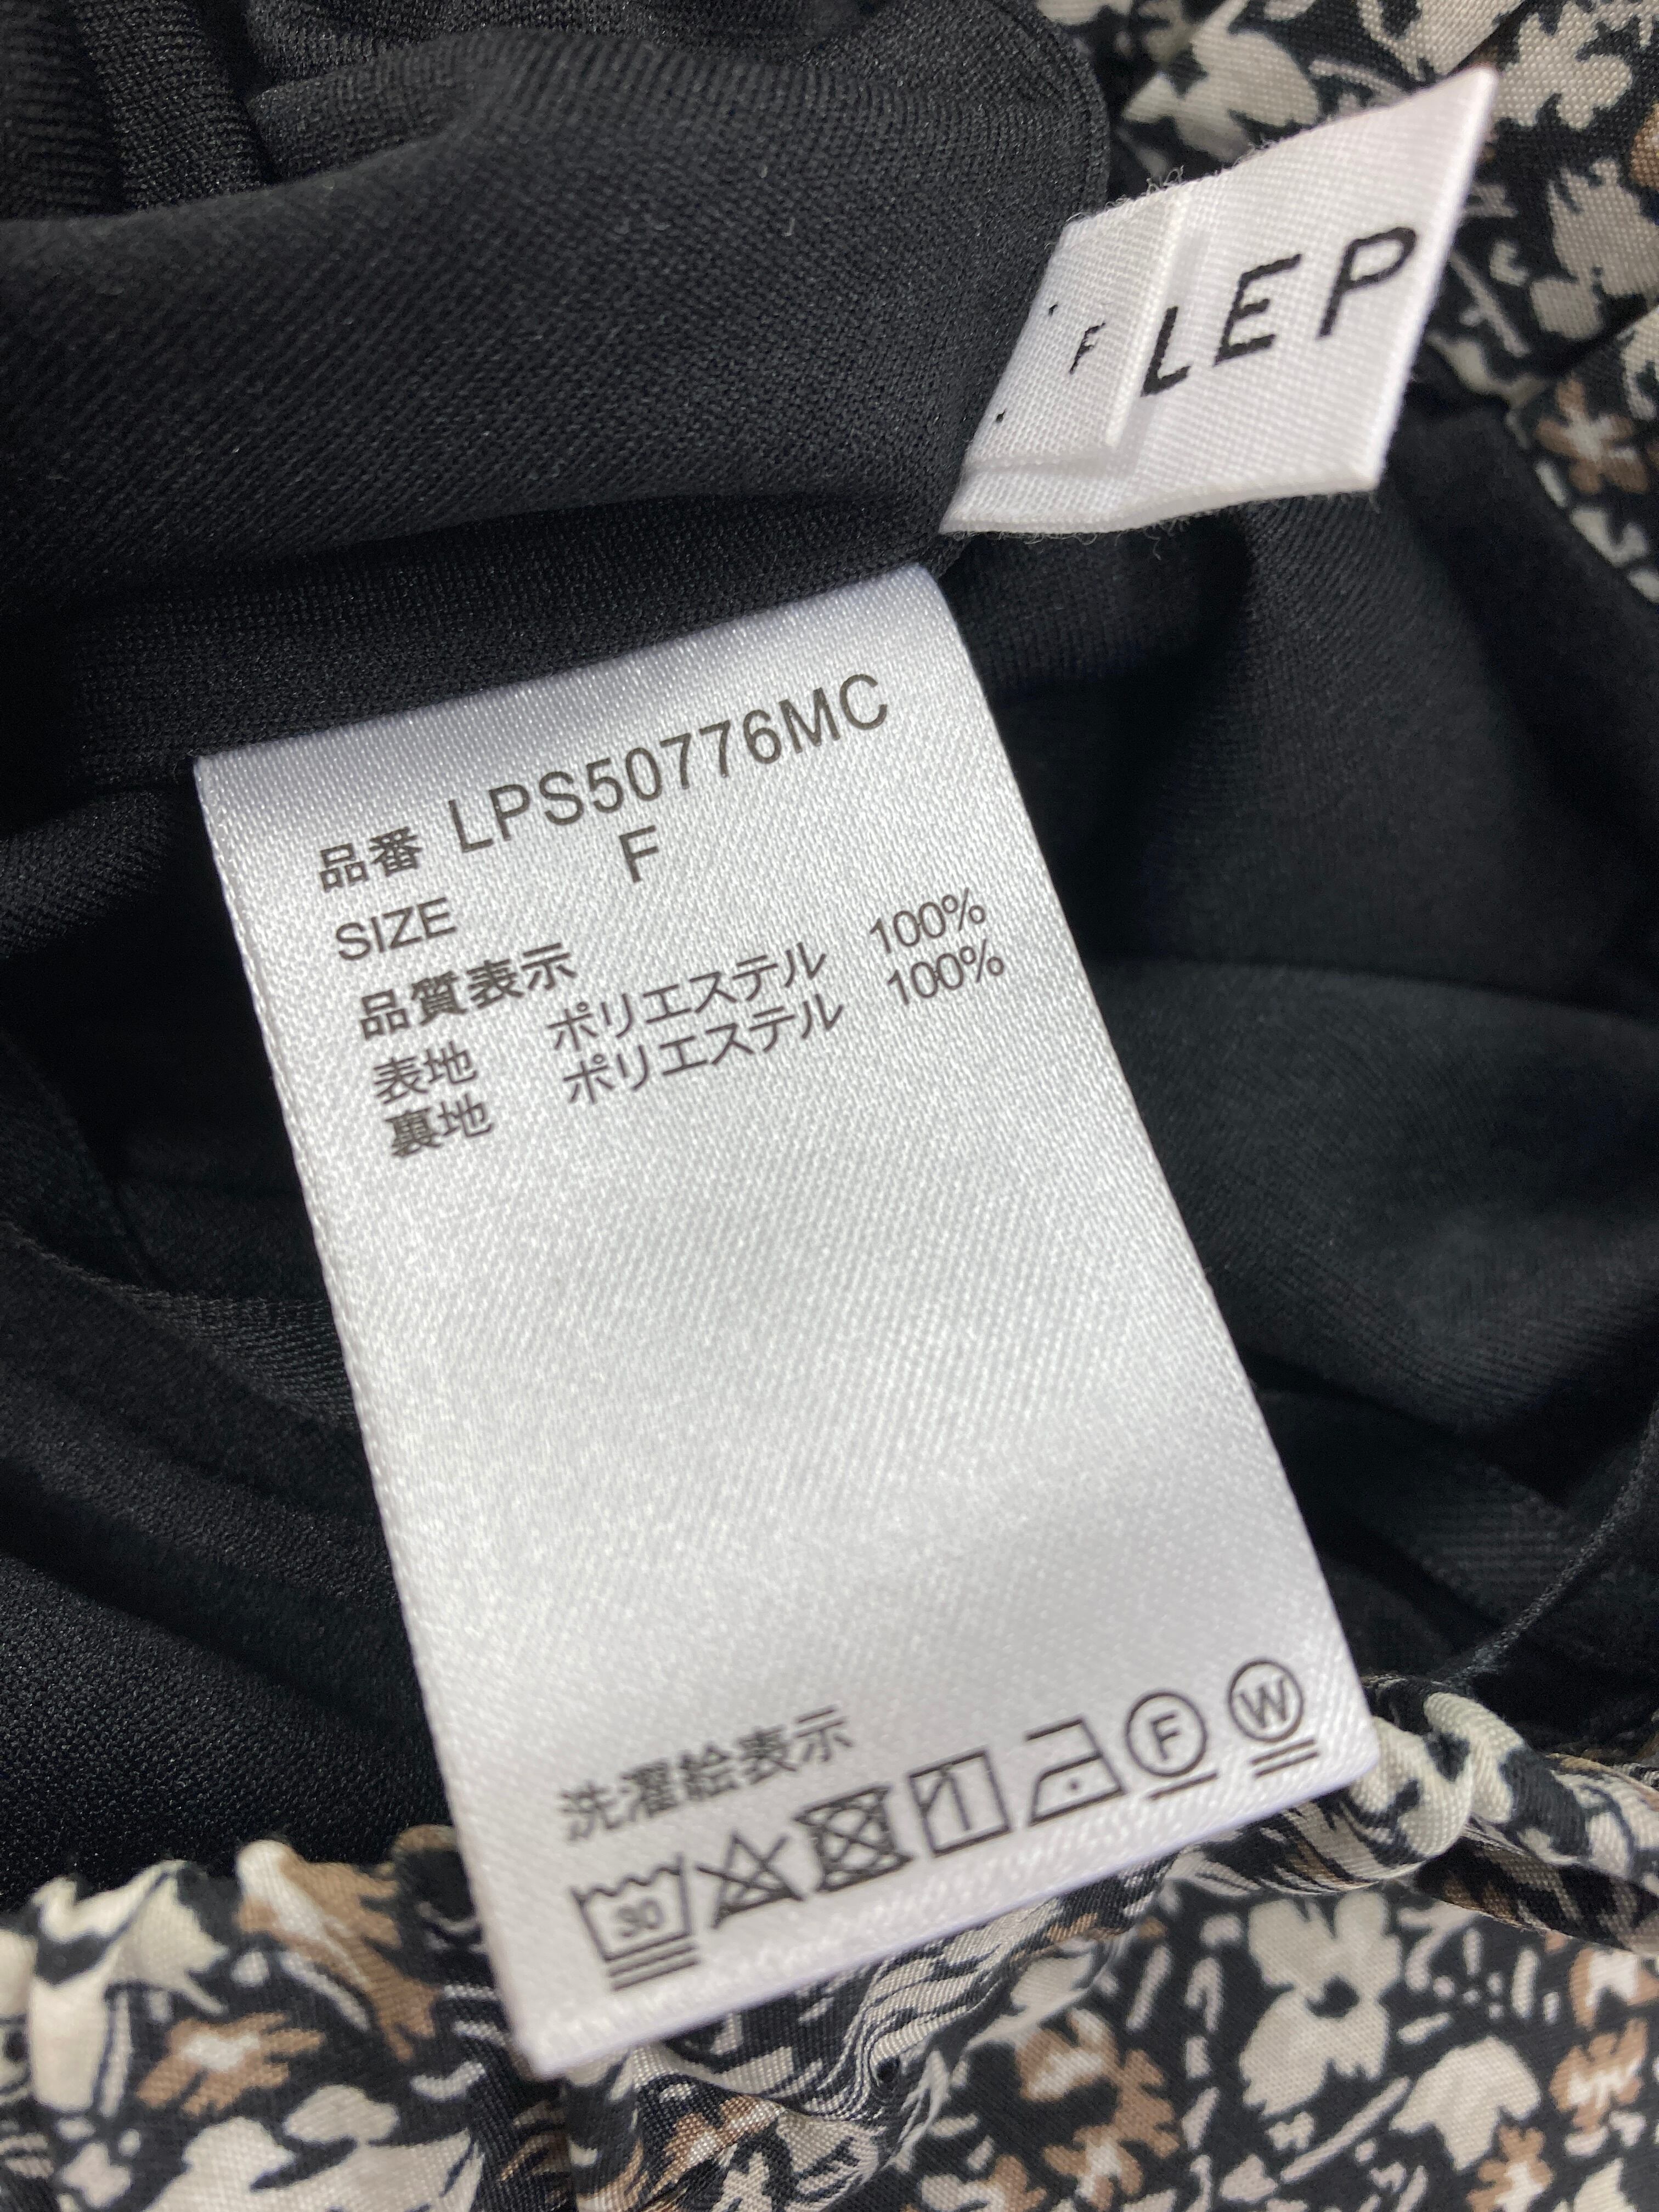 LEP
F
品番 LPS50776MC
SIZE F
品質表示
表地 ポリエステル 100%
裏地 ポリエステル 100%
洗濯絵表示
30 F W